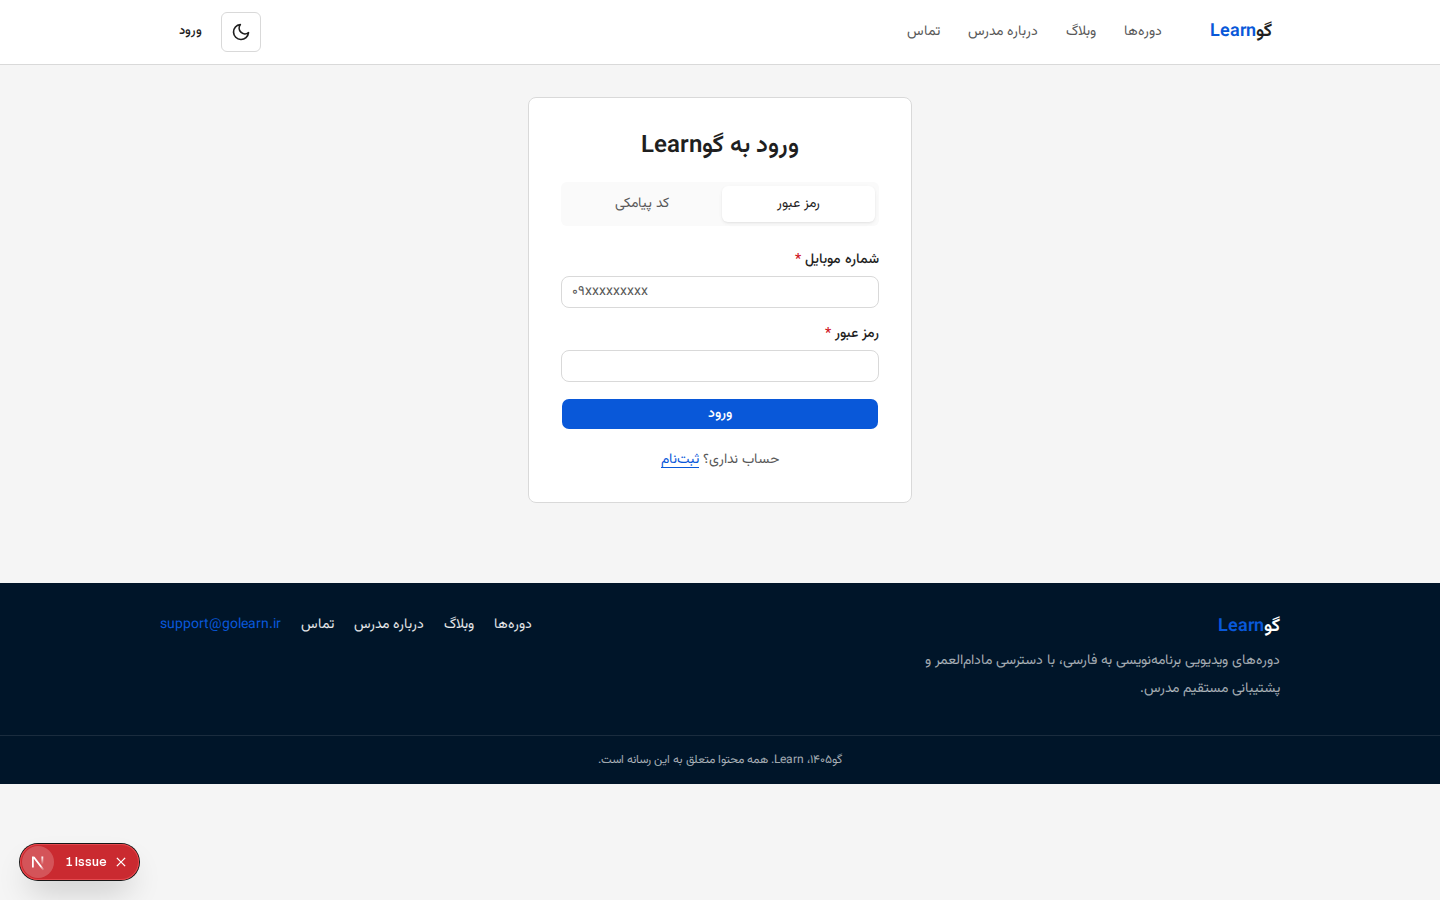 گوLearn
دوره‌ها
وبلاگ
درباره مدرس
تماس
ورود
ورود به گوLearn
رمز عبور
کد پیامکی
شماره موبایل *
۰۹xxxxxxxxx
رمز عبور *
ورود
حساب نداری؟ ثبت‌نام
گوLearn
دوره‌های ویدیویی برنامه‌نویسی به فارسی، با دسترسی مادام‌العمر و
پشتیبانی مستقیم مدرس.
دوره‌ها
وبلاگ
درباره مدرس
تماس
support@golearn.ir
گو۱۴۰۵، Learn. همه محتوا متعلق به این رسانه است.
1 Issue